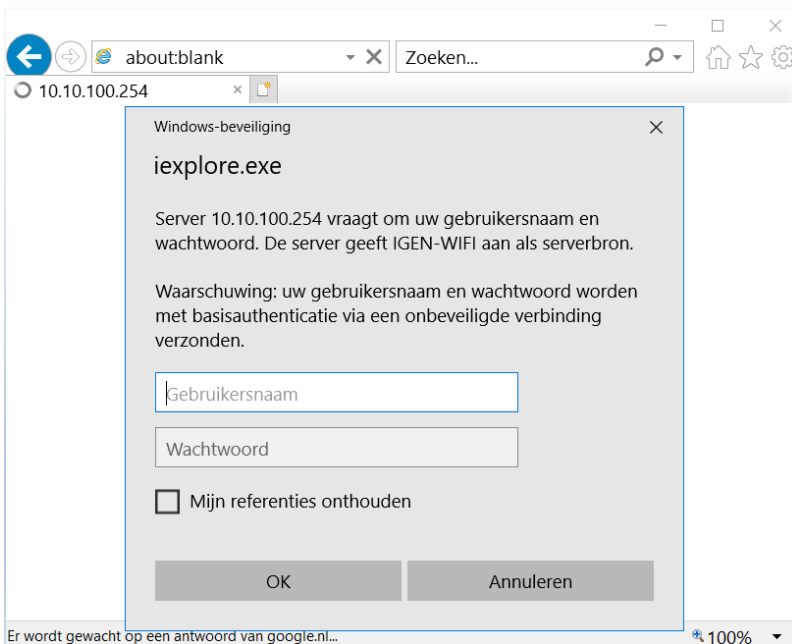 about:blank
Zoeken...
10.10.100.254
Windows-beveiliging
iexplore.exe
Server 10.10.100.254 vraagt om uw gebruikersnaam en
wachtwoord. De server geeft IGEN-WIFI aan als serverbron.
Waarschuwing: uw gebruikersnaam en wachtwoord worden
met basisauthenticatie via een onbeveiligde verbinding
verzonden.
Gebruikersnaam
Wachtwoord
Mijn referenties onthouden
OK
Annuleren
Er wordt gewacht op een antwoord van google.nl...
100%